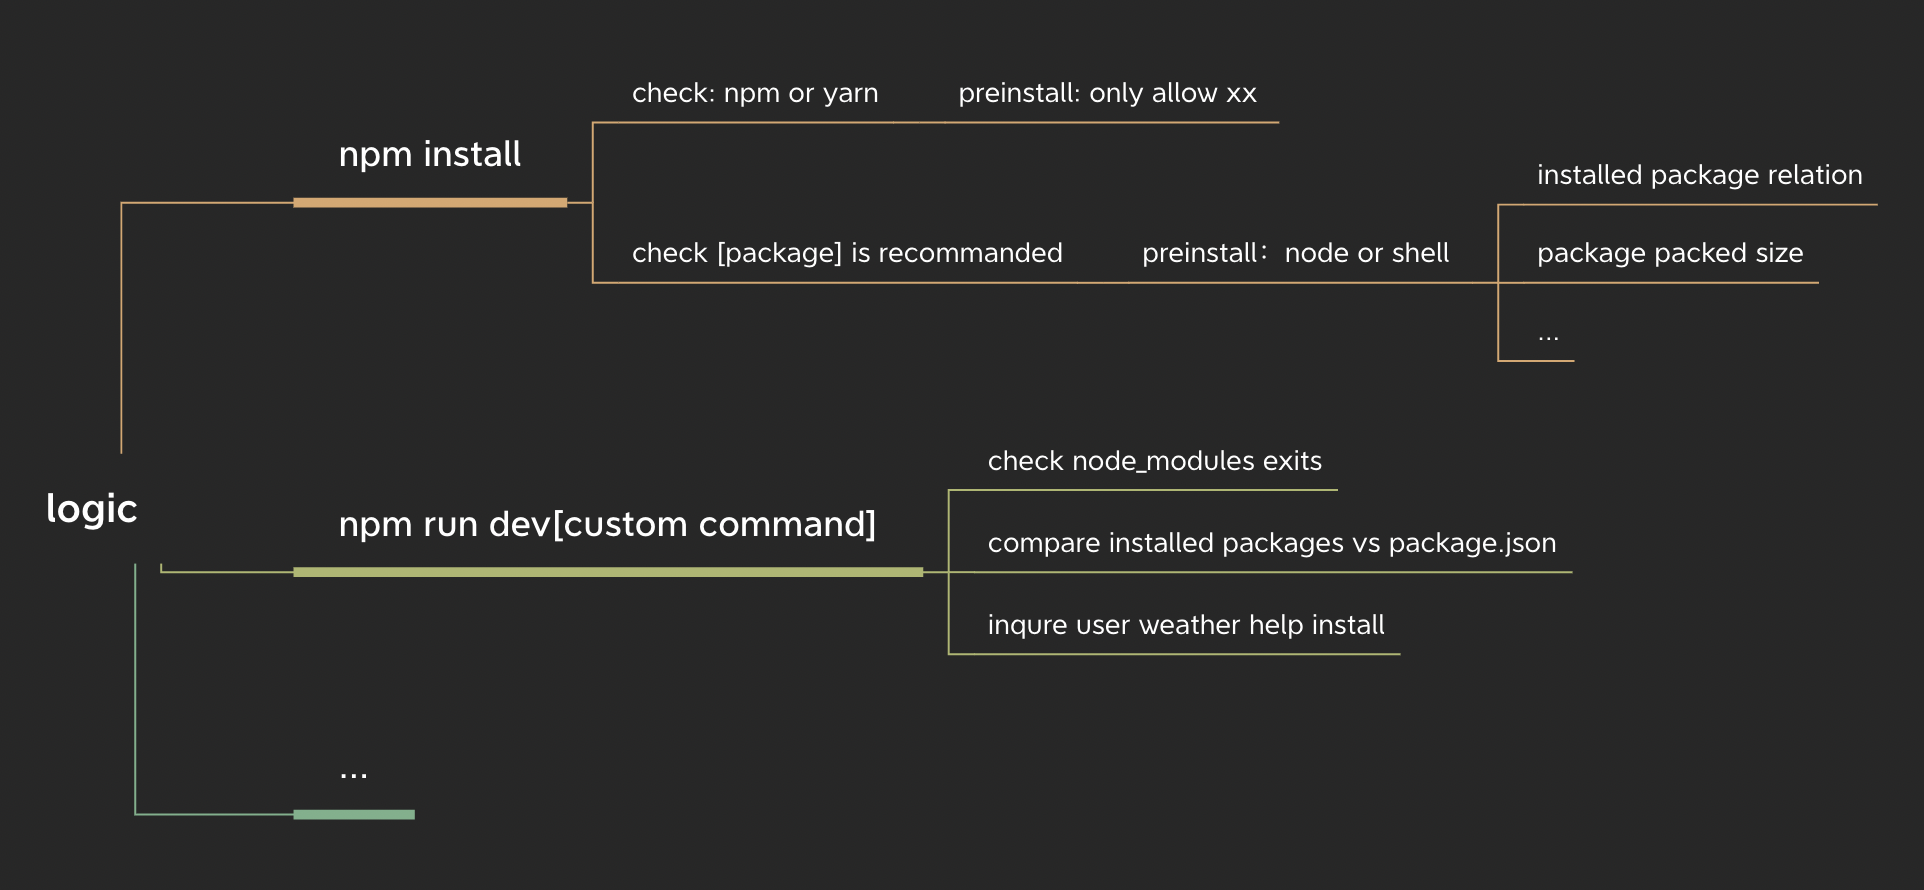 check: npm or yarn
preinstall: only allow xx
npm install
installed package relation
check [package] is recommanded
preinstall：node or shell
package packed size
...
check node_modules exits
logic
npm run dev[custom command]
compare installed packages vs package.json
inqure user weather help install
...